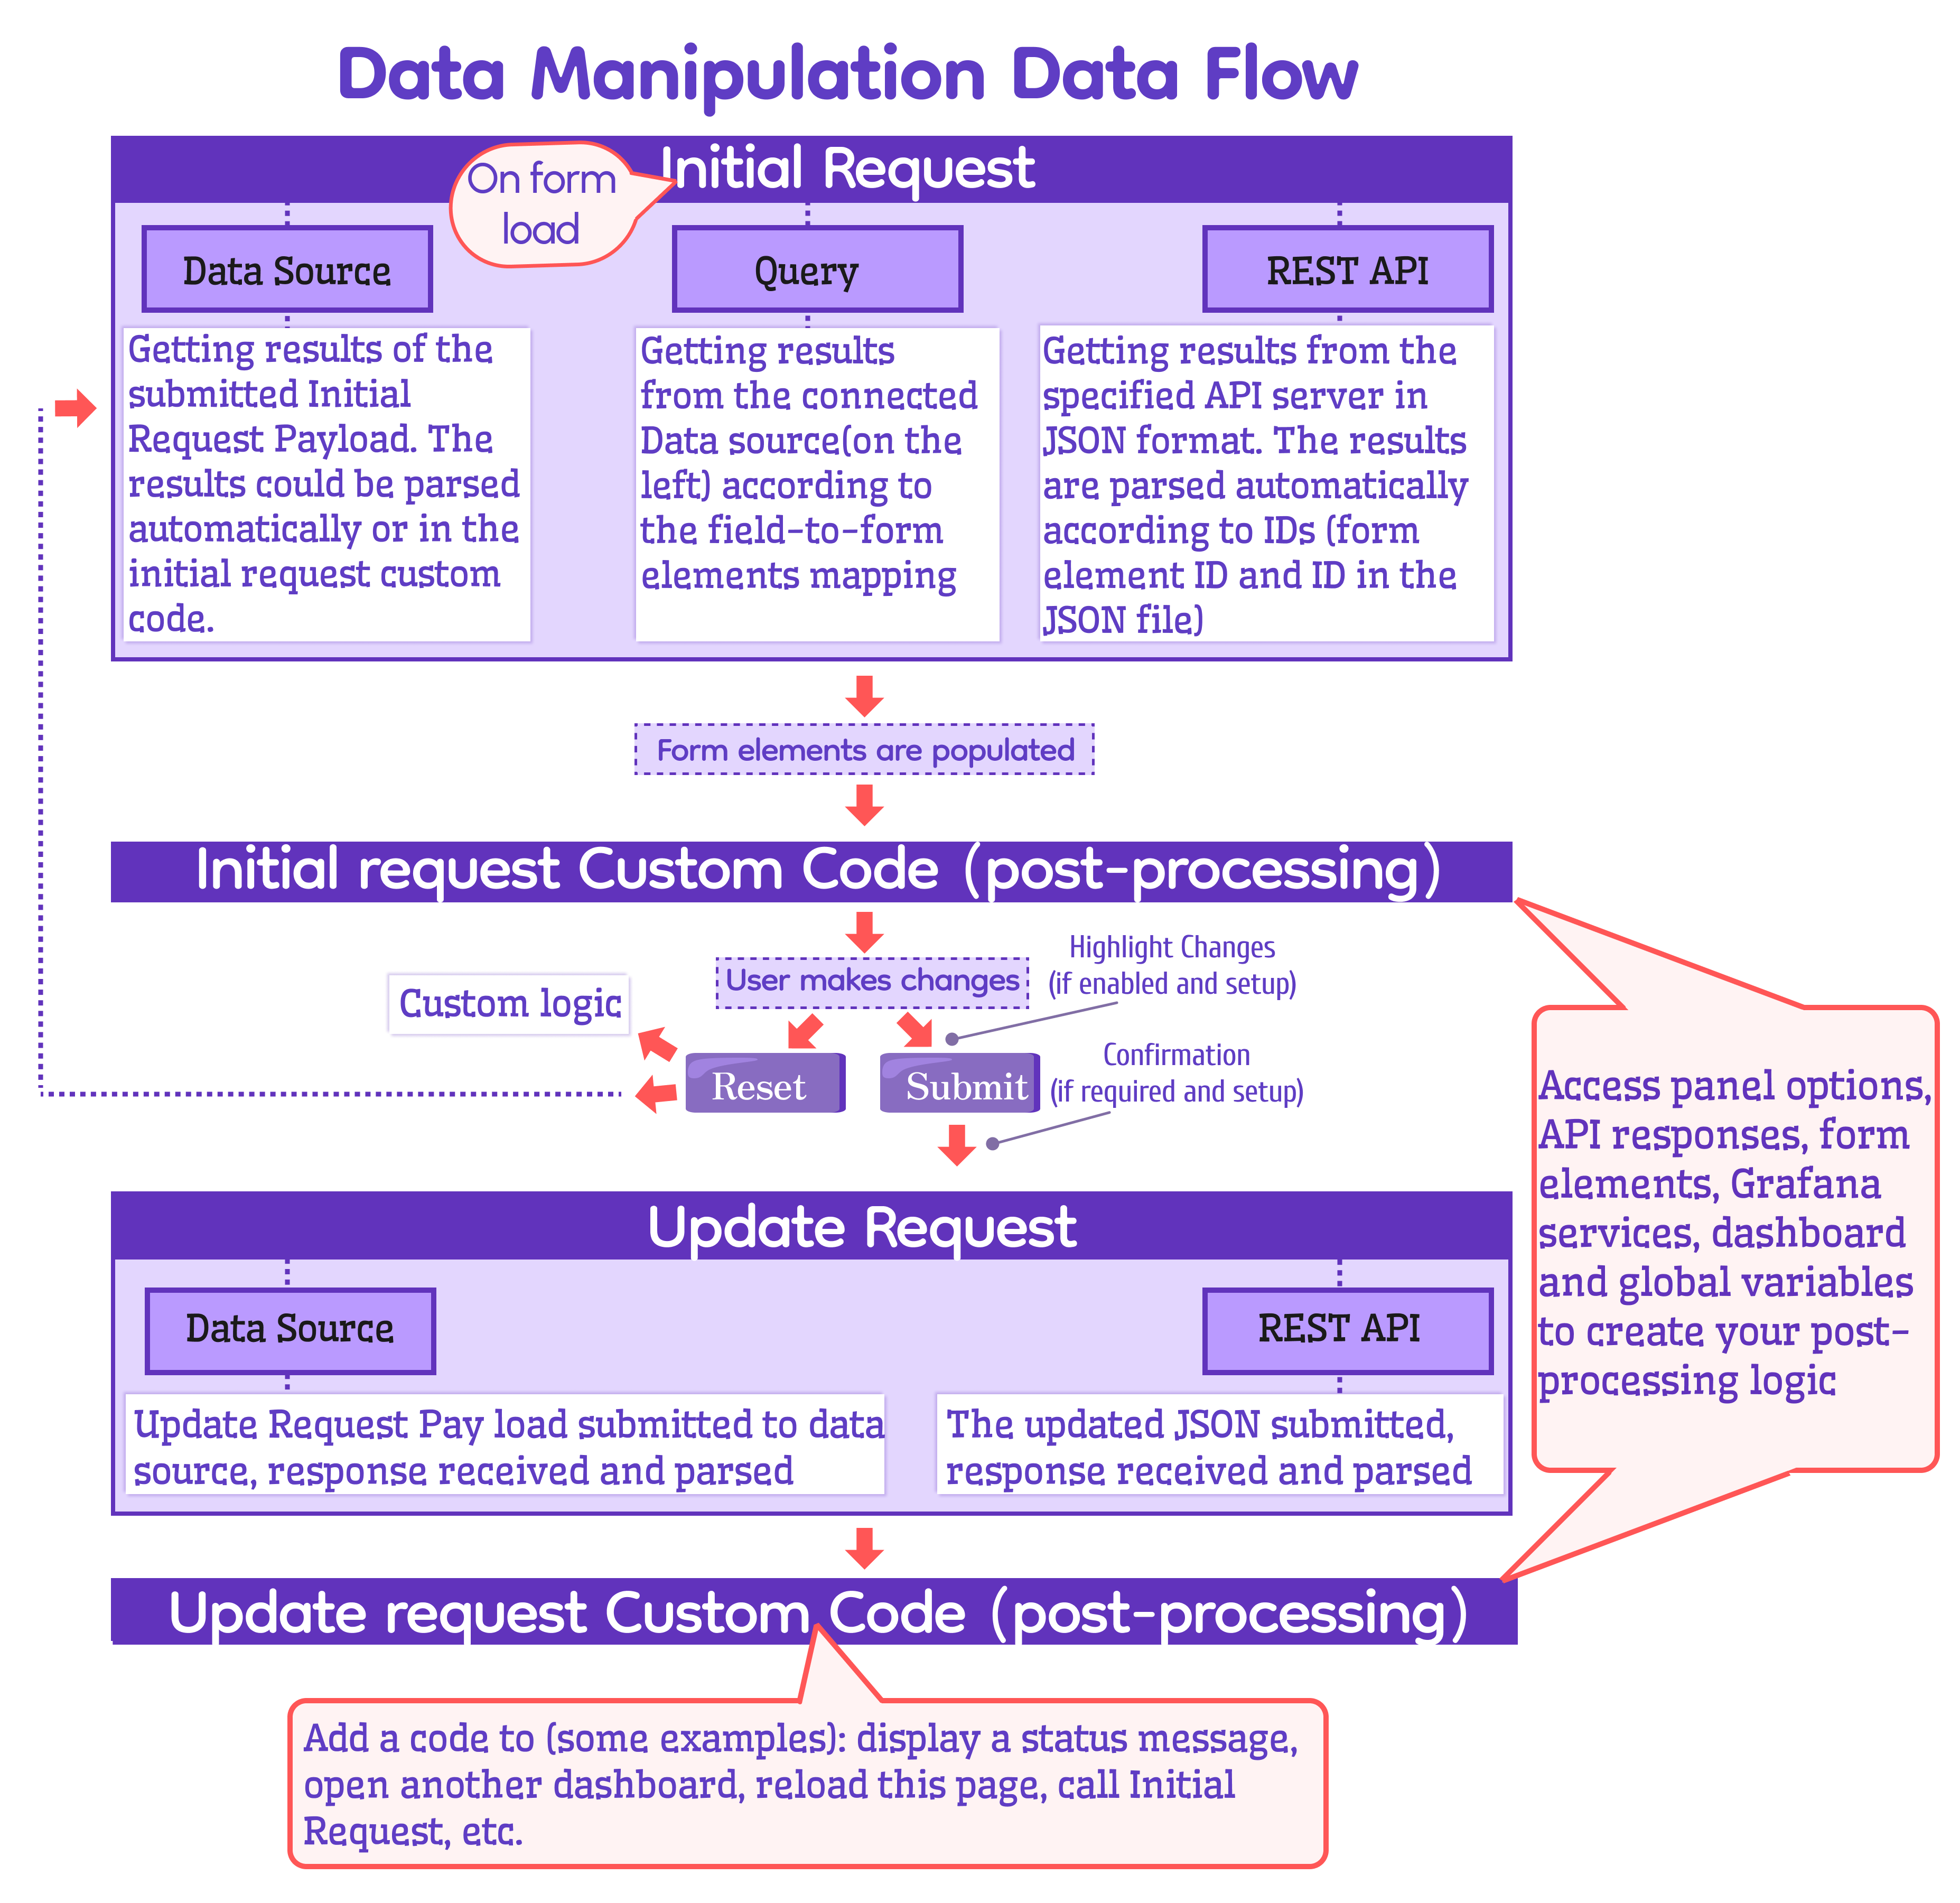 Data Manipulation Data Flow
Initial Request
On form
load
Data Source
Query
REST API
Getting results of the
submitted Initial
Request Payload. The
results could be parsed
automatically or in the
initial request custom
code.
Getting results
from the connected
Data source(on the
left) according to
the field-to-form
elements mapping
Getting results from the
specified API server in
JSON format. The results
are parsed automatically
according to IDs (form
element ID and ID in the
JSON file)
Form elements are populated
Initial request Custom Code (post-processing)
User makes changes
Highlight Changes
(if enabled and setup)
Custom logic
Reset
Submit
Confirmation
(if required and setup)
Access panel options,
API responses, form
elements, Grafana
services, dashboard
and global variables
to create your post-
processing logic
Update Request
Data Source
REST API
Update Request Pay load submitted to data
source, response received and parsed
The updated JSON submitted,
response received and parsed
Update request Custom Code (post-processing)
Add a code to (some examples): display a status message,
open another dashboard, reload this page, call Initial
Request, etc.